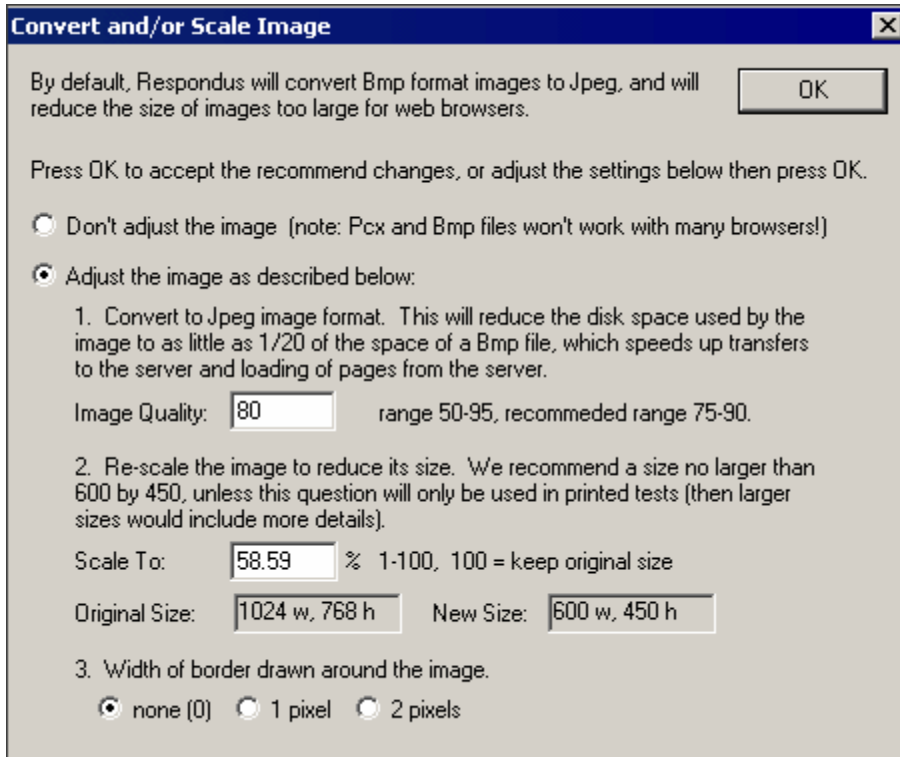 Convert and/or Scale Image
By default, Respondus will convert Bmp format images to Jpeg, and will
reduce the size of images too large for web browsers.
OK
Press OK to accept the recommend changes, or adjust the settings below then press OK.
Don't adjust the image (note: Pcx and Bmp files won't work with many browsers!)
Adjust the image as described below:
1. Convert to Jpeg image format. This will reduce the disk space used by the
image to as little as 1/20 of the space of a Bmp file, which speeds up transfers
to the server and loading of pages from the server.
Image Quality: 80 range 50-95, recommeded range 75-90.
2. Re-scale the image to reduce its size. We recommend a size no larger than
600 by 450, unless this question will only be used in printed tests (then larger
sizes would include more details).
Scale To: 58.59 % 1-100, 100 = keep original size
Original Size: 1024 w, 768 h New Size: 600 w, 450 h
3. Width of border drawn around the image.
none (0) 1 pixel 2 pixels